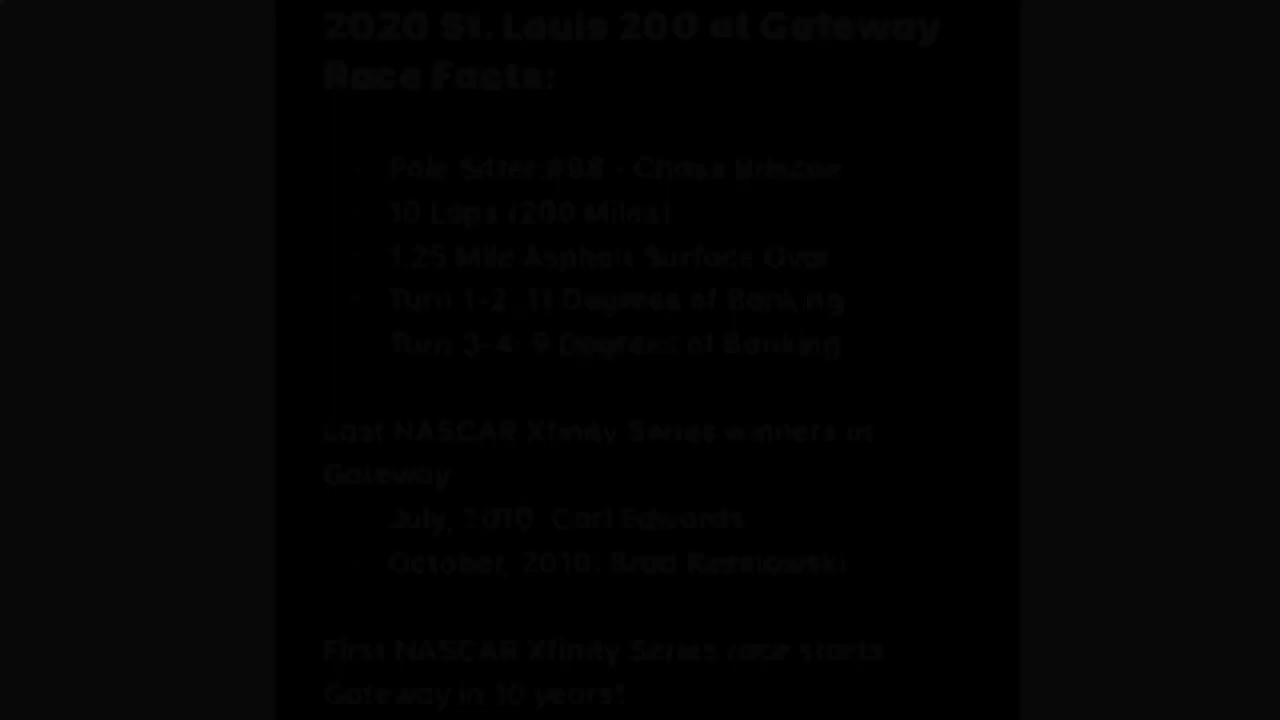 2020 St. Louis 200 at Gateway
Race Facts:
Pole Sitter #98 - Chase Briscoe
10 Laps (200 Miles)
1.25 Mile Asphalt Surface Oval
Turn 1-2: 11 Degrees of Banking
Turn 3-4: 9 Degrees of Banking
Last NASCAR Xfinity Series winners at
Gateway
July, 2010: Carl Edwards
October, 2010: Brad Keselowski
First NASCAR Xfinity Series race starts
Gateway in 10 years!